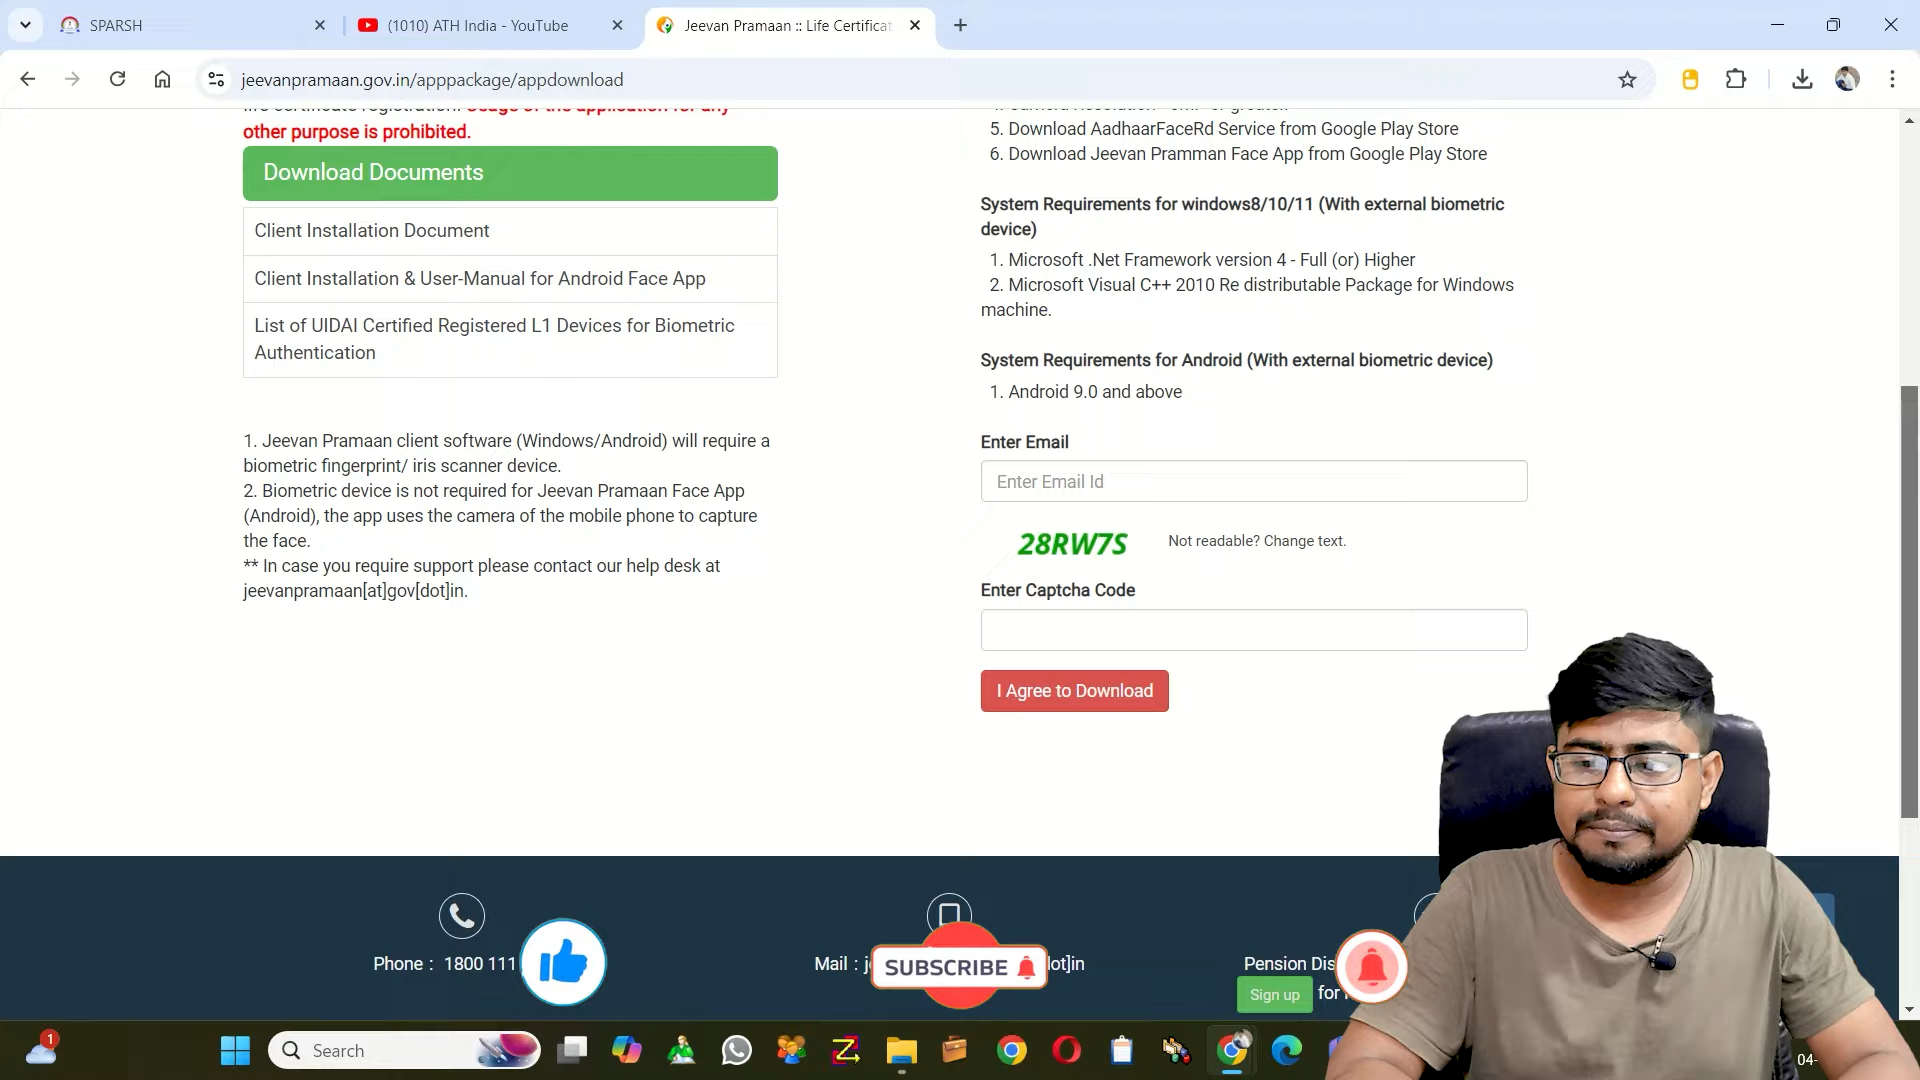 SPARSH
(1010) ATH India - YouTube
Jeevan Pramaan :: Life Certificat
jeevanpramaan.gov.in/apppackage/appdownload
other purpose is prohibited.
Download Documents
Client Installation Document
Client Installation & User-Manual for Android Face App
List of UIDAI Certified Registered L1 Devices for Biometric
Authentication
1. Jeevan Pramaan client software (Windows/Android) will require a
biometric fingerprint/ iris scanner device.
2. Biometric device is not required for Jeevan Pramaan Face App
(Android), the app uses the camera of the mobile phone to capture
the face.
** In case you require support please contact our help desk at
jeevanpramaan[at]gov[dot]in.
5. Download AadhaarFaceRd Service from Google Play Store
6. Download Jeevan Pramman Face App from Google Play Store
System Requirements for windows8/10/11 (With external biometric
device)
1. Microsoft .Net Framework version 4 - Full (or) Higher
2. Microsoft Visual C++ 2010 Re distributable Package for Windows
machine.
System Requirements for Android (With external biometric device)
1. Android 9.0 and above
Enter Email
Enter Email Id
28RW7S Not readable? Change text.
Enter Captcha Code
I Agree to Download
Phone : 1800 111
Mail : j
SUBSCRIBE
lot]in
Pension Dis
Sign up for
1
Search
04-